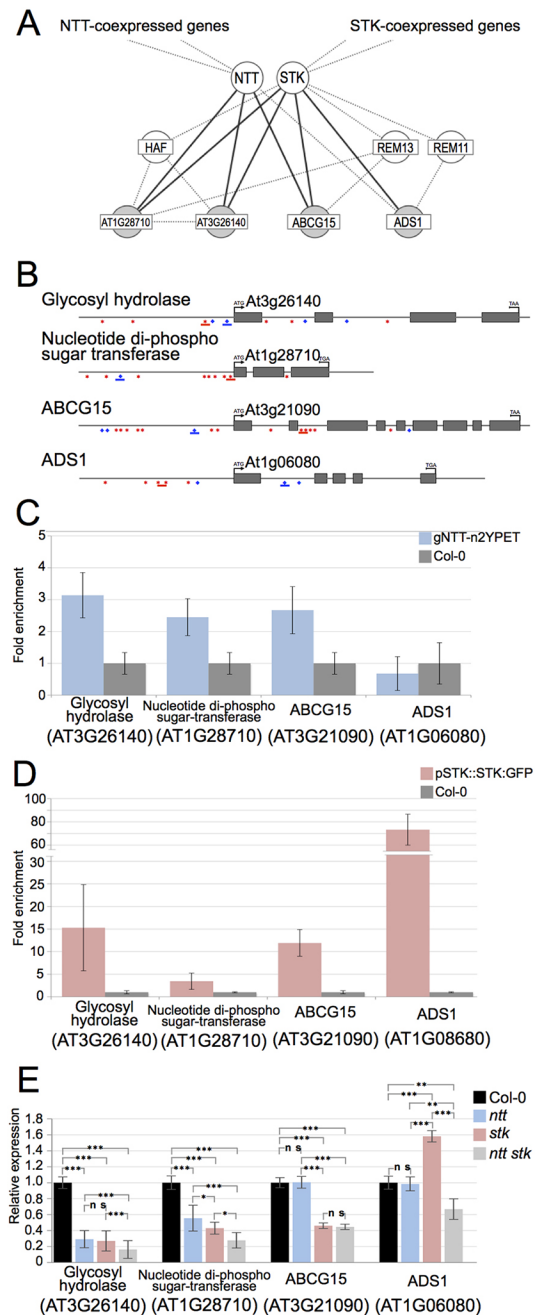 A
NTT-coexpressed genes STK-coexpressed genes
NTT STK
HAF REM13 REM11
AT1G28710 AT3G26140 ABCG15 ADS1
B
Glycosyl hydrolase ATG At3g26140 TAA
Nucleotide di-phospho
sugar transferase ATG At1g28710 TGA
ABCG15 ATG At3g21090 TAA
ADS1 ATG At1g06080 TGA
C
gNTT-n2YPET
Col-0
Fold enrichment
5
4
3
2
1
0
Glycosyl
hydrolase
(AT3G26140)
Nucleotide di-phospho
sugar-transferase
(AT1G28710)
ABCG15
(AT3G21090)
ADS1
(AT1G06080)
D
pSTK::STK:GFP
Col-0
Fold enrichment
100
80
60
30
25
20
15
10
5
0
Glycosyl
hydrolase
(AT3G26140)
Nucleotide di-phospho
sugar-transferase
(AT1G28710)
ABCG15
(AT3G21090)
ADS1
(AT1G08680)
E
Col-0
ntt
stk
ntt stk
Relative expression
1.8
1.6
1.4
1.2
1.0
0.8
0.6
0.4
0.2
0
***
***
***
***
n s
***
***
***
***
***
*
*
***
***
n s
***
***
n s
**
***
**
***
***
n s
Glycosyl
hydrolase
(AT3G26140)
Nucleotide di-phospho
sugar-transferase
(AT1G28710)
ABCG15
(AT3G21090)
ADS1
(AT1G06080)